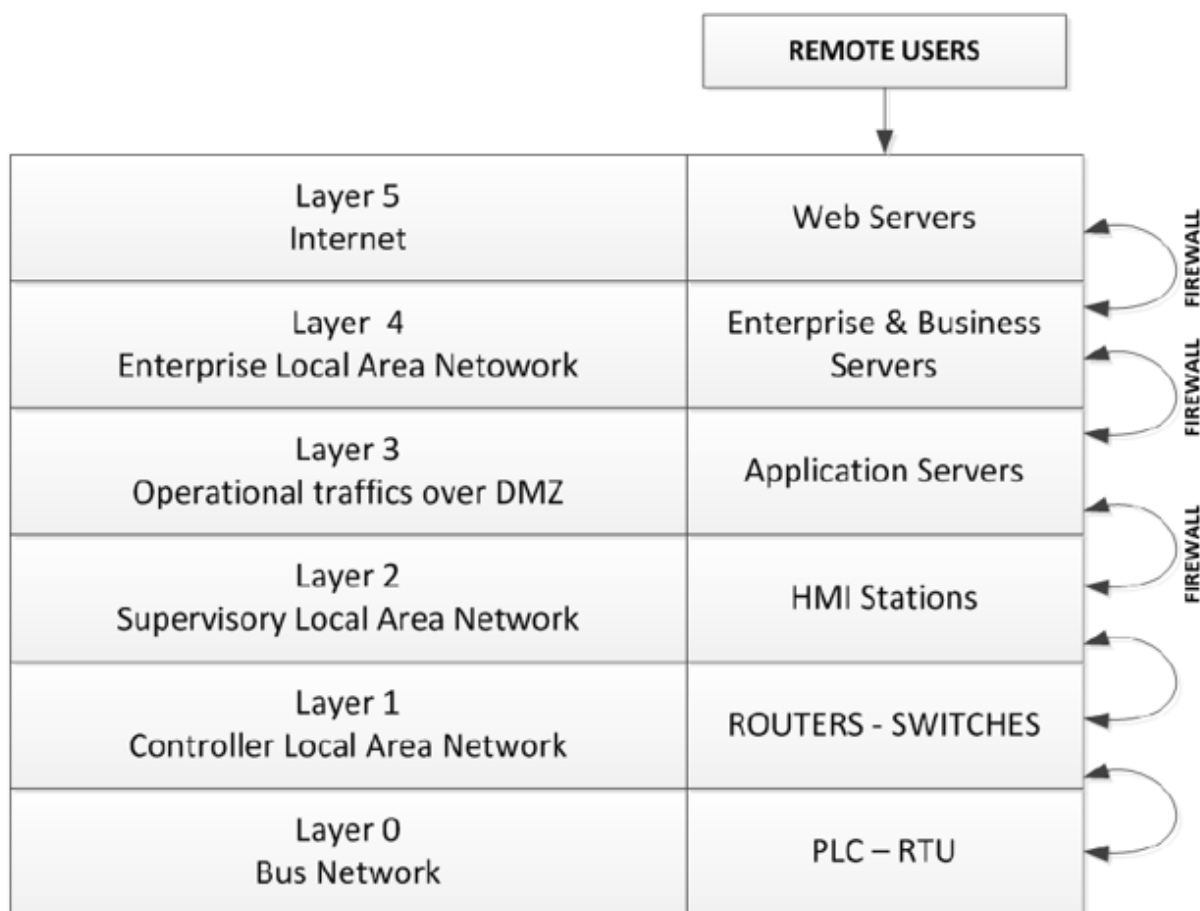 REMOTE USERS
Layer 5
Internet
Web Servers
FIREWALL
Layer 4
Enterprise Local Area Netowork
Enterprise & Business
Servers
FIREWALL
Layer 3
Operational traffics over DMZ
Application Servers
FIREWALL
Layer 2
Supervisory Local Area Network
HMI Stations
Layer 1
Controller Local Area Network
ROUTERS - SWITCHES
Layer 0
Bus Network
PLC – RTU